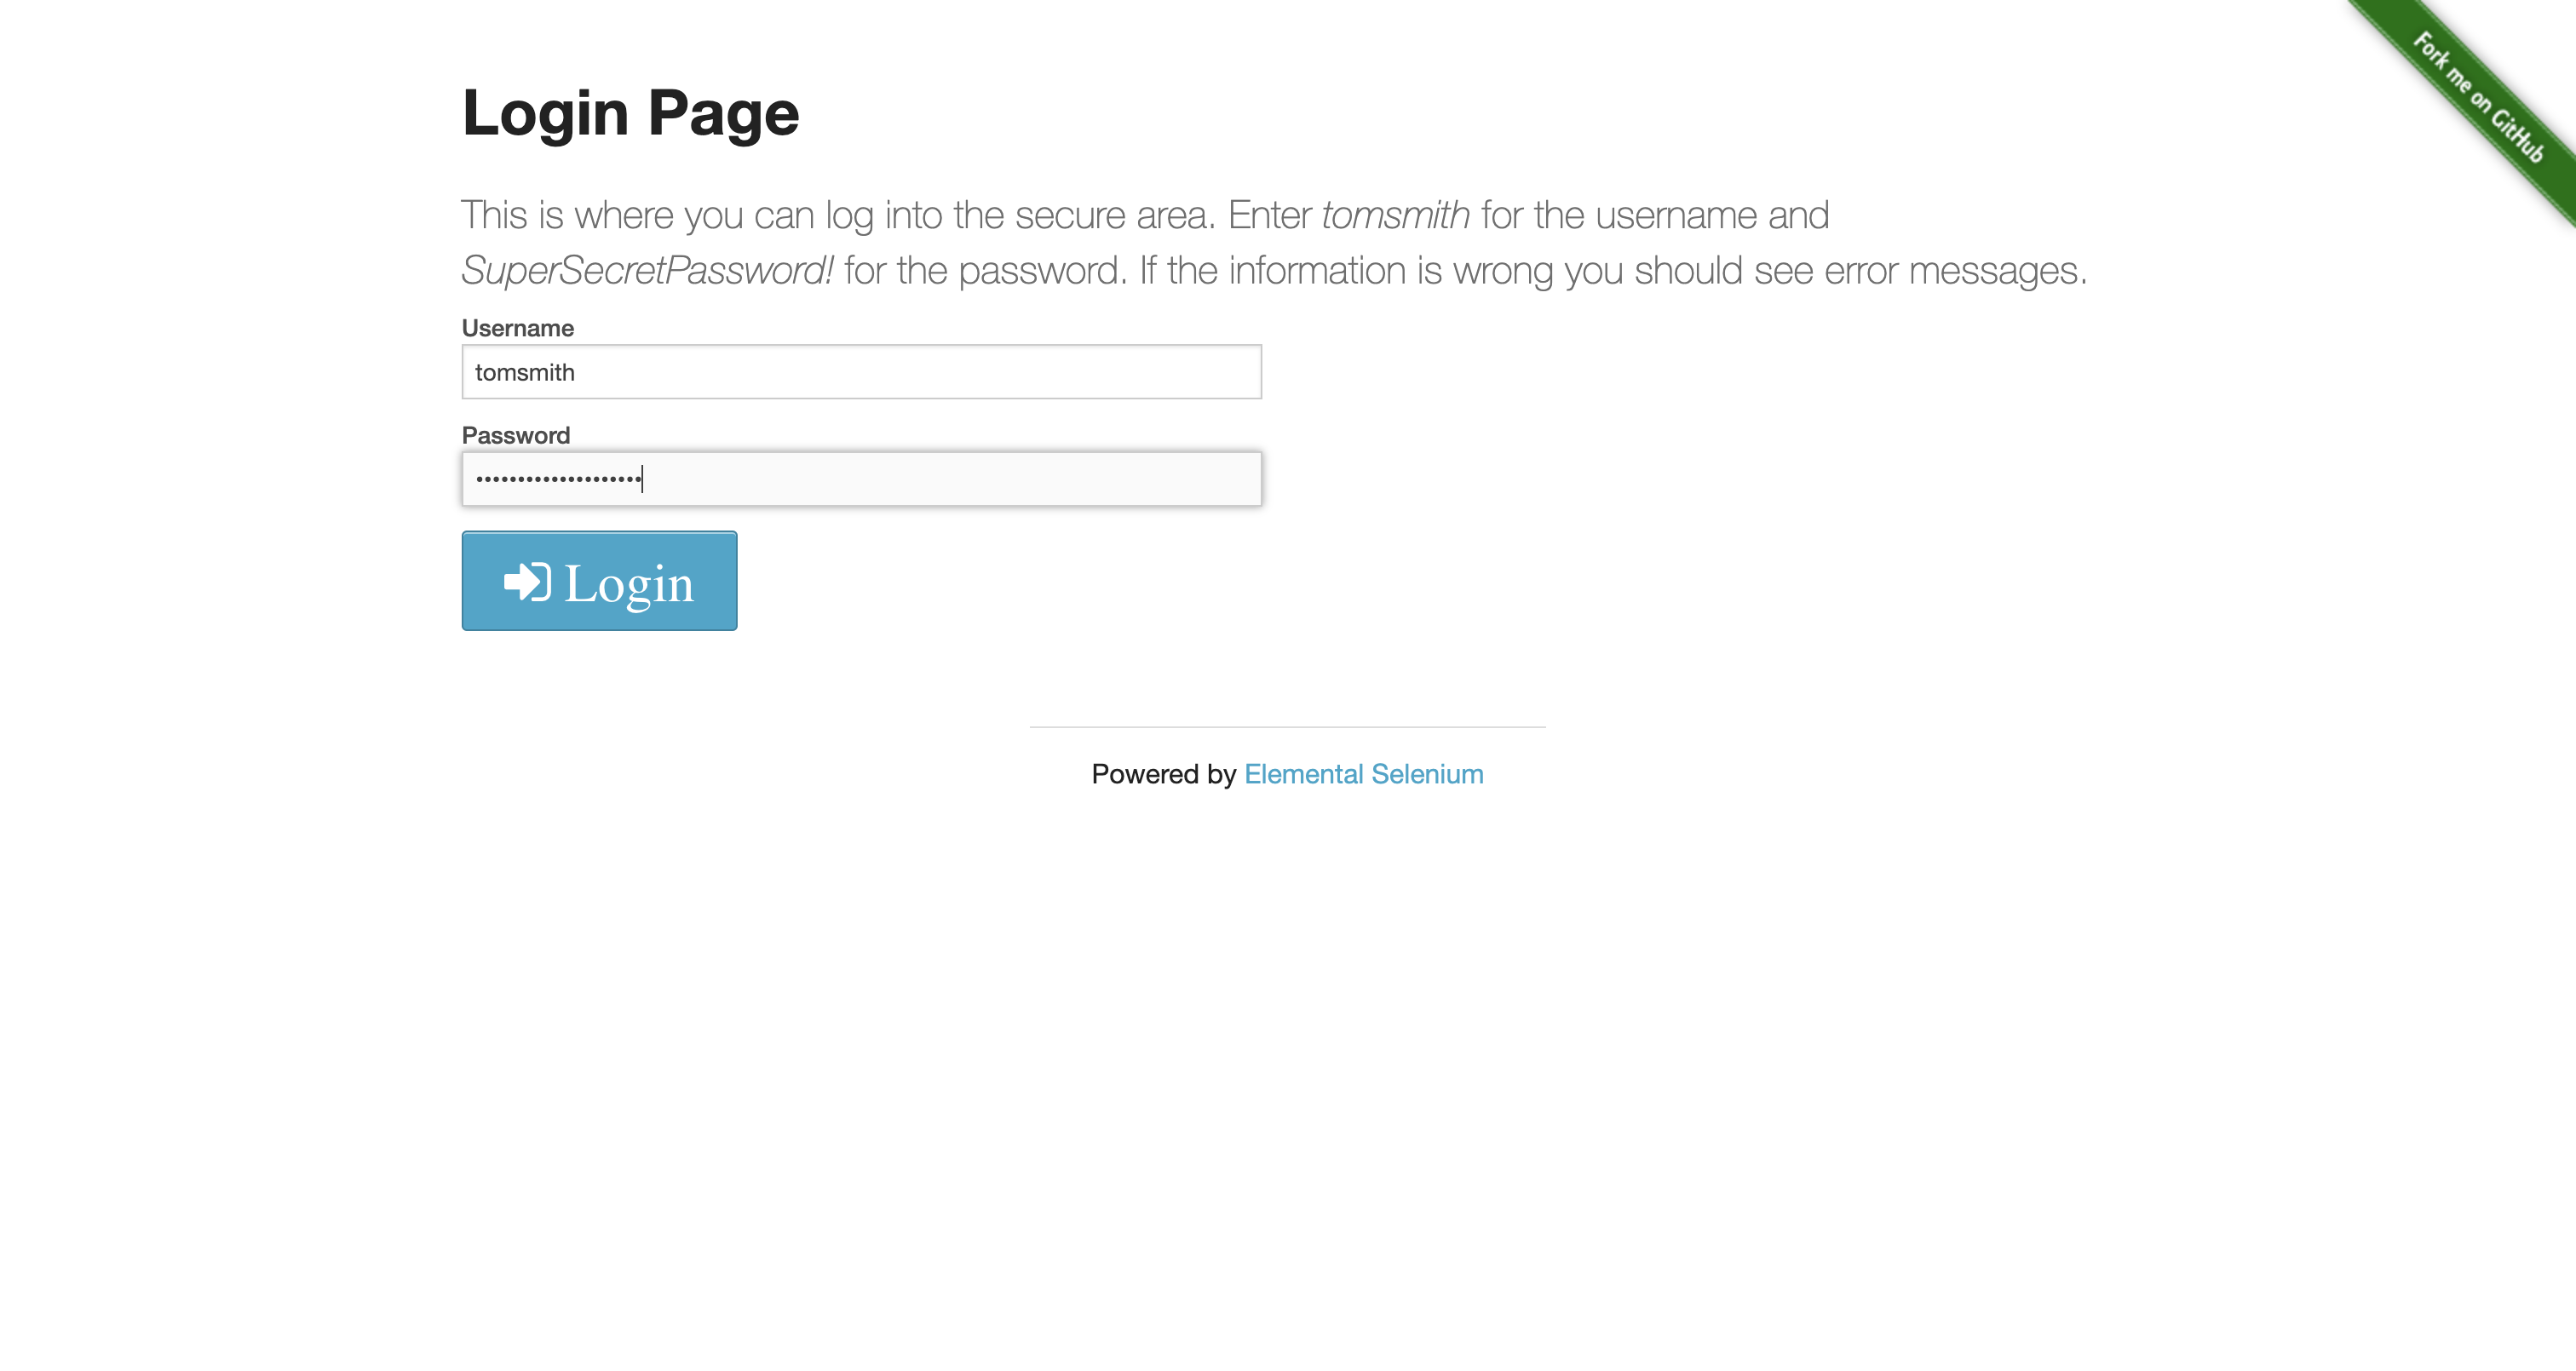 Fork me on GitHub
Login Page
This is where you can log into the secure area. Enter tomsmith for the username and
SuperSecretPassword! for the password. If the information is wrong you should see error messages.
Username
tomsmith
Password
••••••••••••••••••••
Login
Powered by Elemental Selenium